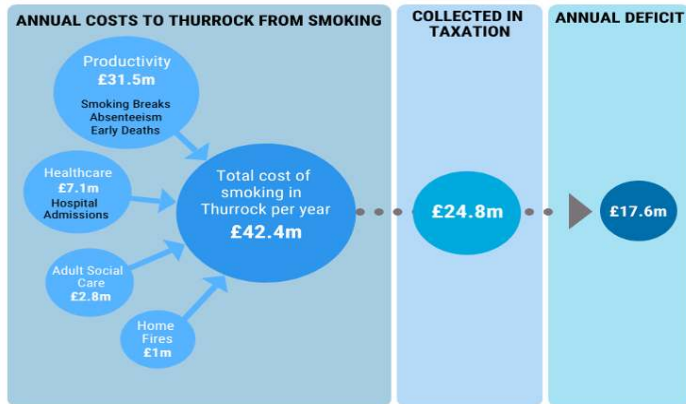 ANNUAL COSTS TO THURROCK FROM SMOKING
Productivity
£31.5m
Smoking Breaks
Absenteeism
Early Deaths
Healthcare
£7.1m
Hospital
Admissions
Adult Social
Care
£2.8m
Home
Fires
£1m
Total cost of
smoking in
Thurrock per year
£42.4m
COLLECTED IN
TAXATION
£24.8m
ANNUAL DEFICIT
£17.6m